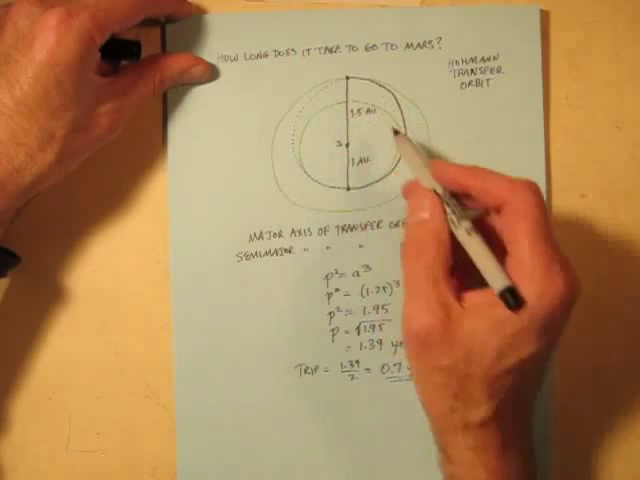 HOW LONG DOES IT TAKE TO GO TO MARS?
HOHMANN
TRANSFER
ORBIT
1.5 AU
S
1 AU
MAJOR AXIS OF TRANSFER
SEMIMAJOR " " "
P² = a³
P² = (1.25)³
P² = 1.95
P = √1.95
= 1.39
TRIP = 1.39/2 = 0.7